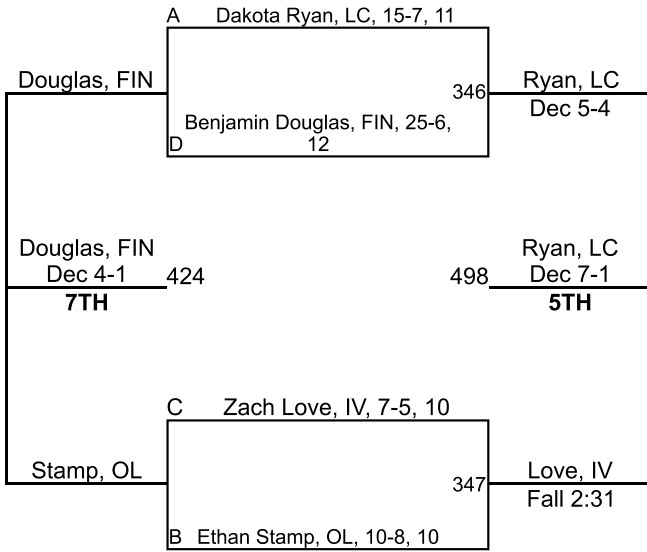 A Dakota Ryan, LC, 15-7, 11
Douglas, FIN
346
Ryan, LC
Dec 5-4
Benjamin Douglas, FIN, 25-6,
D 12
Douglas, FIN
Dec 4-1
7TH
424
498
Ryan, LC
Dec 7-1
5TH
C Zach Love, IV, 7-5, 10
Stamp, OL
347
Love, IV
Fall 2:31
B Ethan Stamp, OL, 10-8, 10